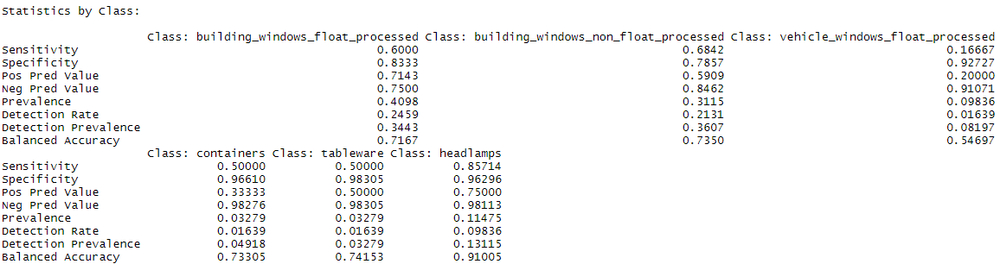 Statistics by Class:

                     Class: building_windows_float_processed Class: building_windows_non_float_processed Class: vehicle_windows_float_processed
Sensitivity                                           0.6000                                      0.6842                                0.16667
Specificity                                           0.8333                                      0.7857                                0.92727
Pos Pred Value                                        0.7143                                      0.5909                                0.20000
Neg Pred Value                                        0.7500                                      0.8462                                0.91071
Prevalence                                            0.4098                                      0.3115                                0.09836
Detection Rate                                        0.2459                                      0.2131                                0.01639
Detection Prevalence                                  0.3443                                      0.3607                                0.08197
Balanced Accuracy                                     0.7167                                      0.7350                                0.54697
                     Class: containers Class: tableware Class: headlamps
Sensitivity                    0.50000          0.50000          0.85714
Specificity                    0.96610          0.98305          0.96296
Pos Pred Value                 0.33333          0.50000          0.75000
Neg Pred Value                 0.98276          0.98305          0.98113
Prevalence                     0.03279          0.03279          0.11475
Detection Rate                 0.01639          0.01639          0.09836
Detection Prevalence           0.04918          0.03279          0.13115
Balanced Accuracy              0.73305          0.74153          0.91005